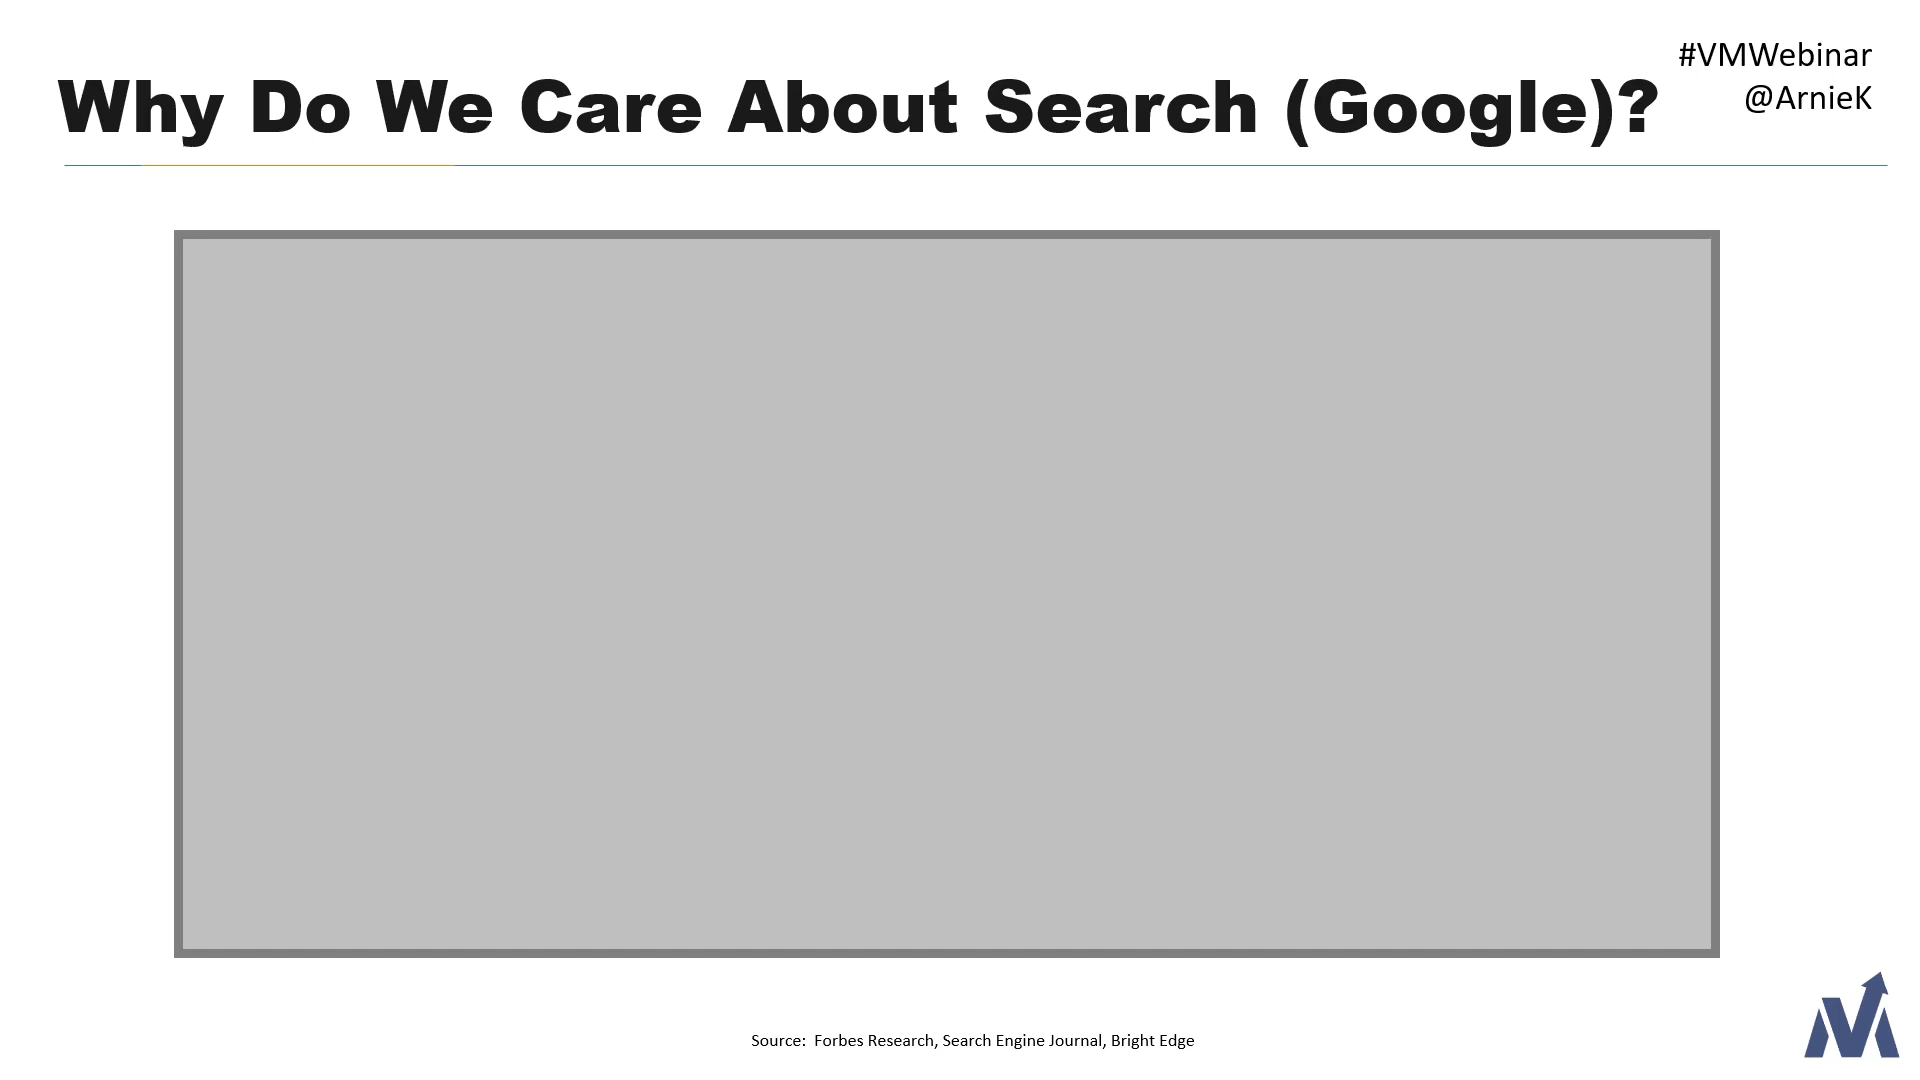 Why Do We Care About Search (Google)?
#VMWebinar
@ArnieK
Source:  Forbes Research, Search Engine Journal, Bright Edge